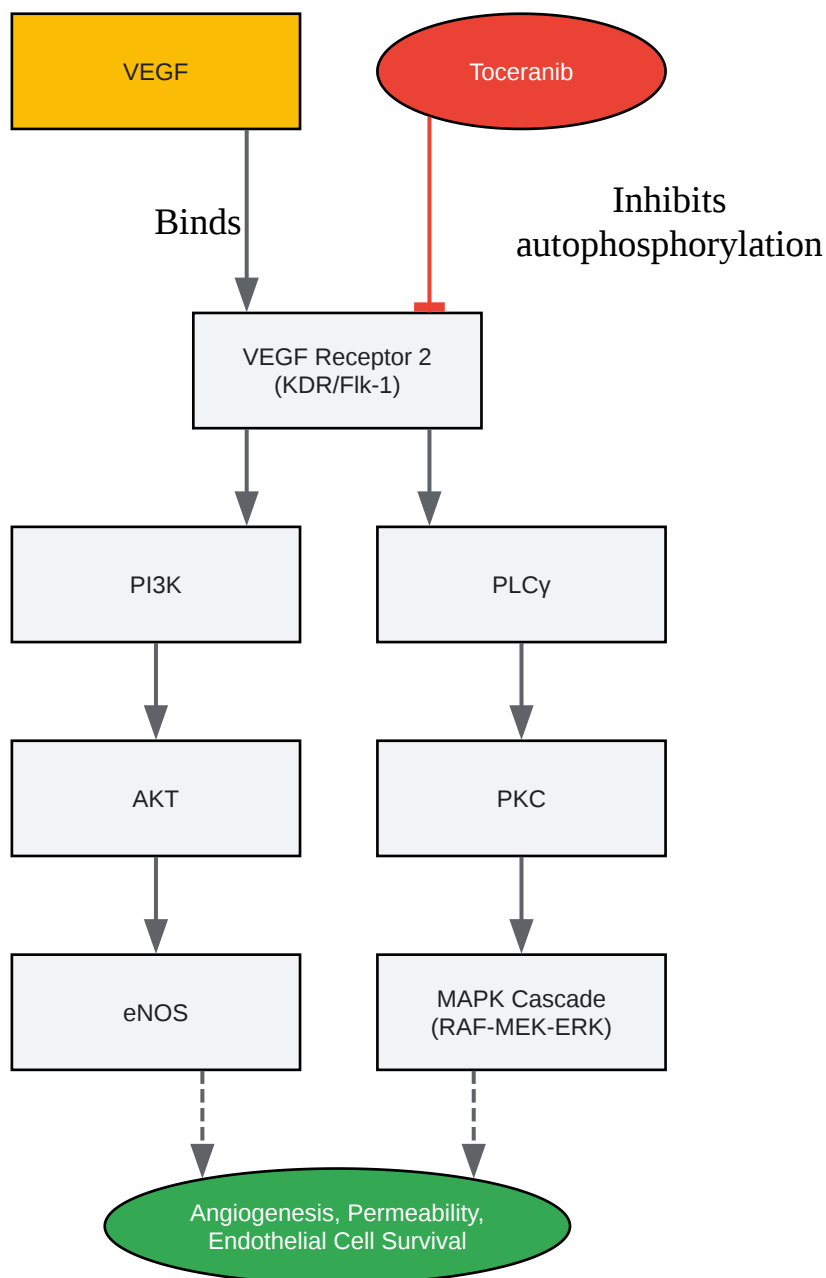 VEGF
Toceranib
Binds
Inhibits
autophosphorylation
VEGF Receptor 2
(KDR/Flk-1)
PI3K
PLCγ
AKT
PKC
eNOS
MAPK Cascade
(RAF-MEK-ERK)
Angiogenesis, Permeability,
Endothelial Cell Survival